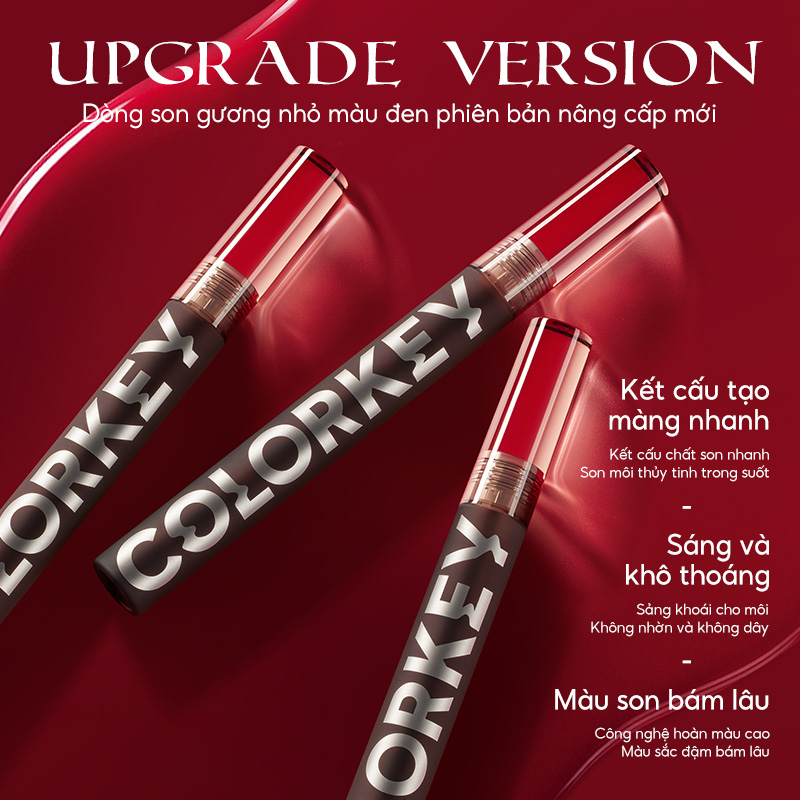 UPGRADE VERSION
Dòng son gương nhỏ màu đen phiên bản nâng cấp mới
LORKEY
COLORKEY
ORKEY
Kết cấu tạo
màng nhanh
Kết cấu chất son nhanh
Son môi thủy tinh trong suốt
-
Sáng và
khô thoáng
Sảng khoái cho môi
Không nhờn và không dây
-
Màu son bám lâu
Công nghệ hoàn màu cao
Màu sắc đậm bám lâu